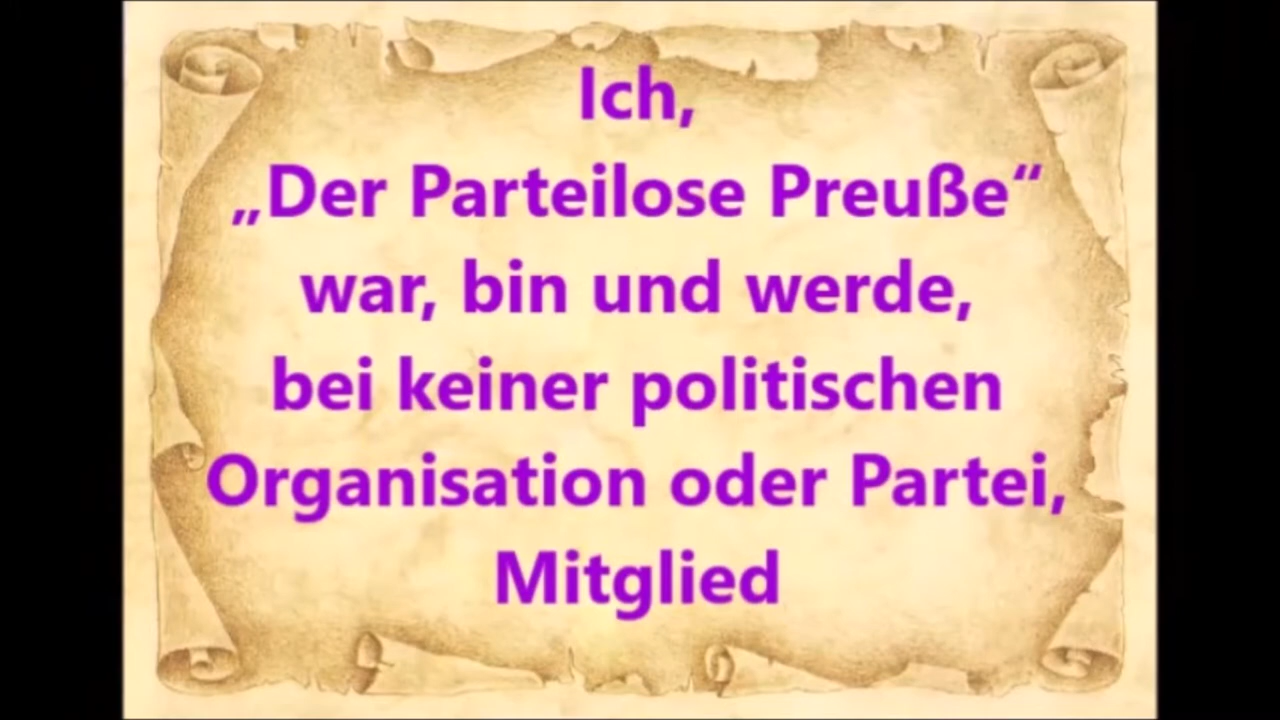 Ich,
„Der Parteilose Preuße“
war, bin und werde,
bei keiner politischen
Organisation oder Partei,
Mitglied